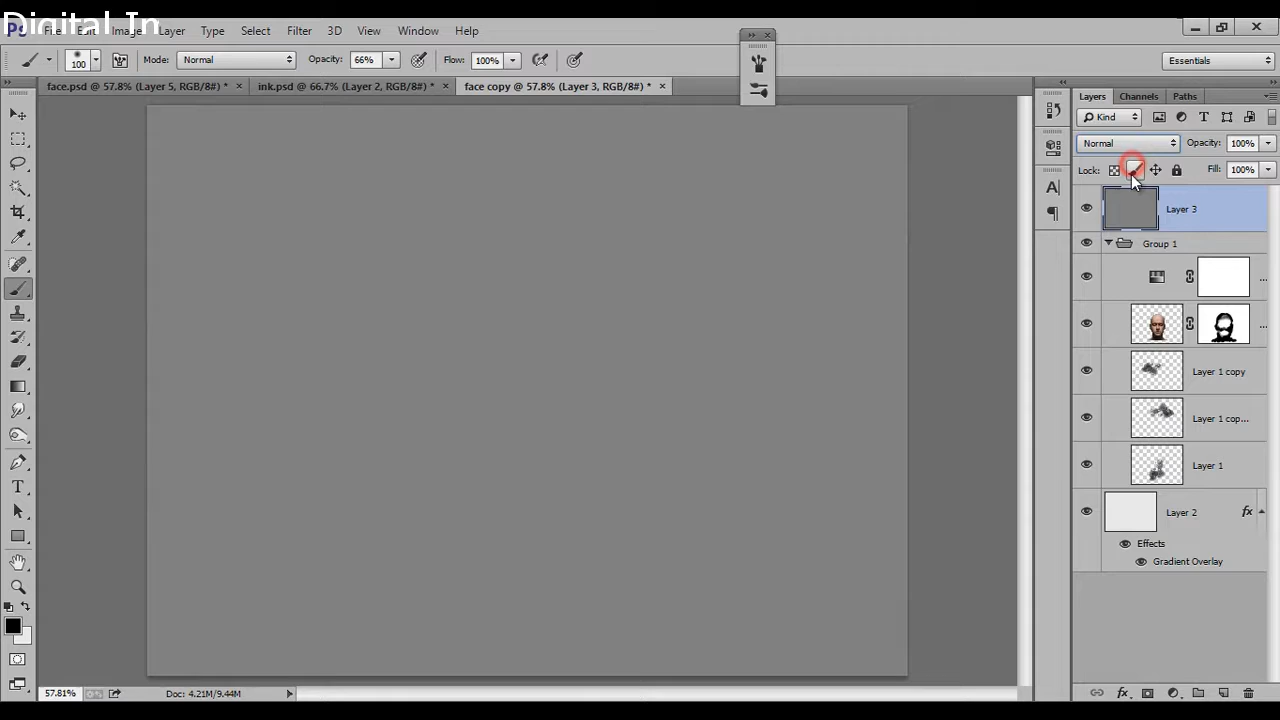 Digital In
Ps File Edit Image Layer Type Select Filter 3D View Window Help
100 Mode: Normal Opacity: 66% Flow: 100% Essentials
face.psd @ 57.8% (Layer 5, RGB/8#) * × ink.psd @ 66.7% (Layer 2, RGB/8#) * × face copy @ 57.8% (Layer 3, RGB/8#) * ×
Layers Channels Paths
Kind
Normal Opacity: 100%
Lock: Fill: 100%
Layer 3
Group 1
...
...
Layer 1 copy
Layer 1 cop...
Layer 1
Layer 2 fx
Effects
Gradient Overlay
57.81% Doc: 4.21M/9.44M